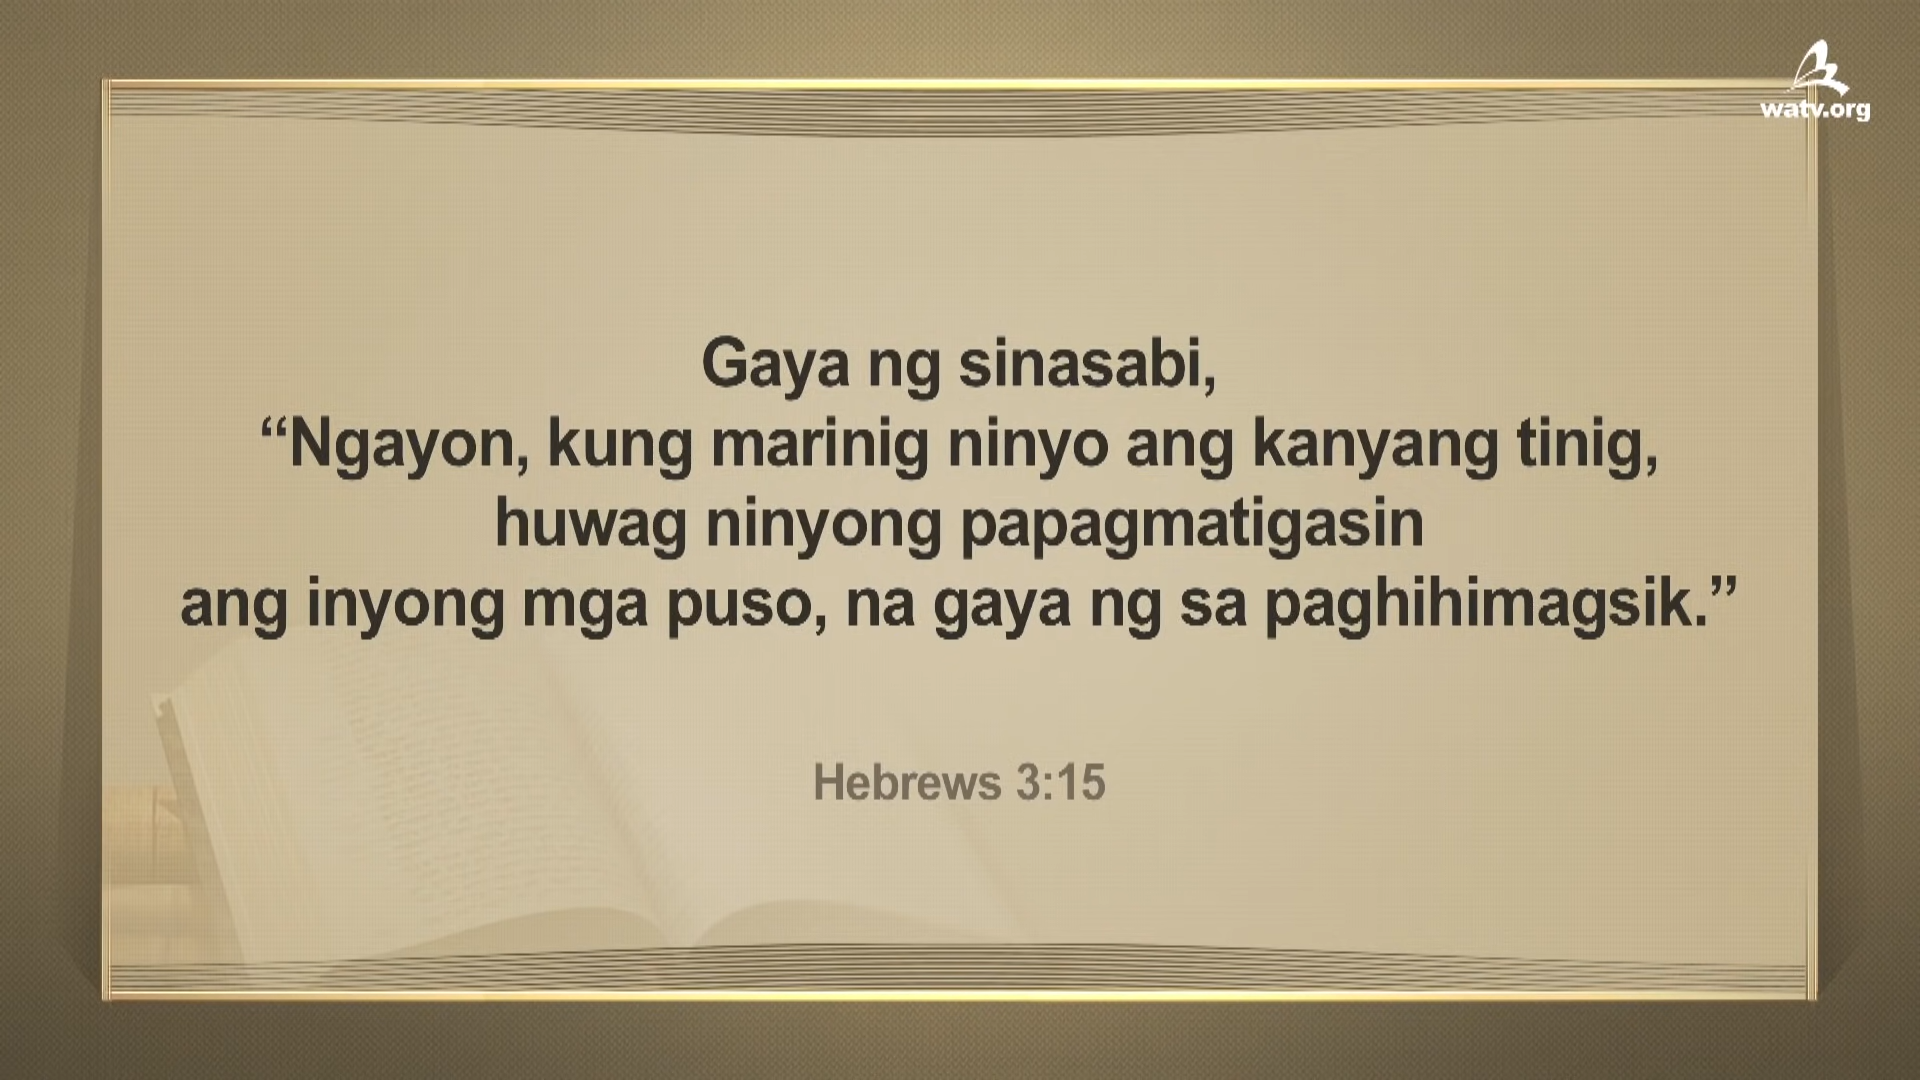 watv.org
Gaya ng sinasabi,
“Ngayon, kung marinig ninyo ang kanyang tinig,
huwag ninyong papagmatigasin
ang inyong mga puso, na gaya ng sa paghihimagsik.”
Hebrews 3:15